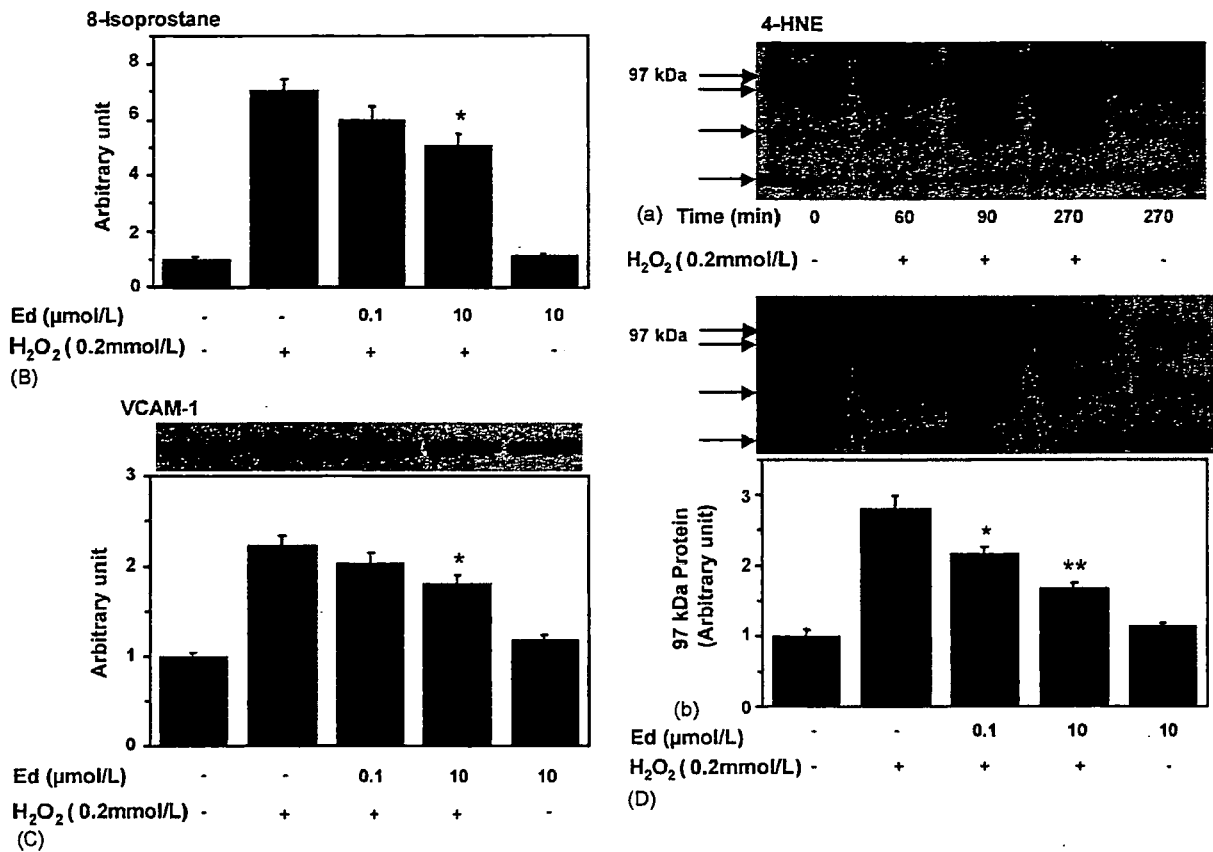 8-Isoprostane
Arbitrary unit
8
6
4
2
0
Ed (µmol/L) - - 0.1 10 10
H₂O₂ ( 0.2mmol/L) - + + + -
*
(B)
VCAM-1
Arbitrary unit
3
2
1
0
*
Ed (µmol/L) - - 0.1 10 10
H₂O₂ ( 0.2mmol/L) - + + + -
(C)
4-HNE
97 kDa
(a) Time (min) 0 60 90 270 270
H₂O₂ ( 0.2mmol/L) - + + + -
97 kDa
97 kDa Protein
(Arbitrary unit)
3
2
1
0
*
**
(b)
Ed (µmol/L) - - 0.1 10 10
H₂O₂ ( 0.2mmol/L) - + + + -
(D)